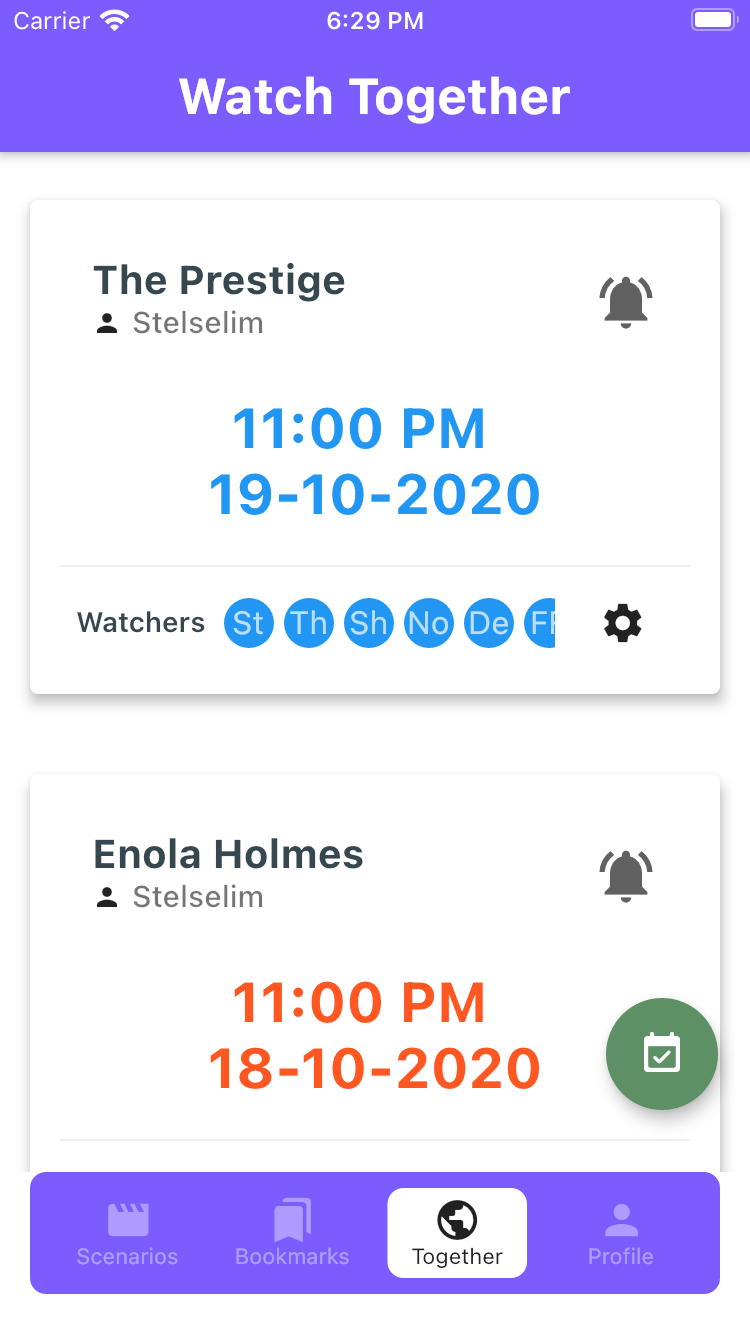 Carrier 6:29 PM
Watch Together
The Prestige
Stelselim
11:00 PM
19-10-2020
Watchers St Th Sh No De
Enola Holmes
Stelselim
11:00 PM
18-10-2020
Scenarios Bookmarks Together Profile